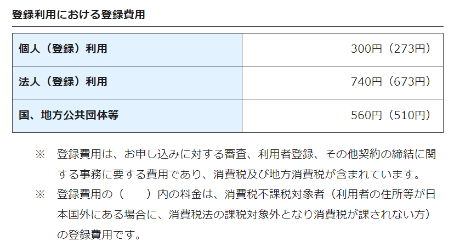 登録利用における登録費用
個人（登録）利用 300円（273円）
法人（登録）利用 740円（673円）
国、地方公共団体等 560円（510円）
※ 登録費用は、お申し込みに対する審査、利用者登録、その他契約の締結に関
する事務に要する費用であり、消費税及び地方消費税が含まれています。
※ 登録費用の（　　）内の料金は、消費税不課税対象者（利用者の住所等が日
本国外にある場合に、消費税法の課税対象外となり消費税が課されない方）
の登録費用です。